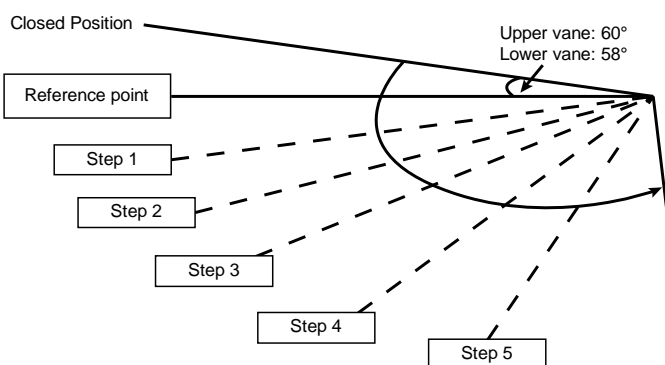 Closed Position
Upper vane: 60°
Lower vane: 58°
Reference point
Step 1
Step 2
Step 3
Step 4
Step 5